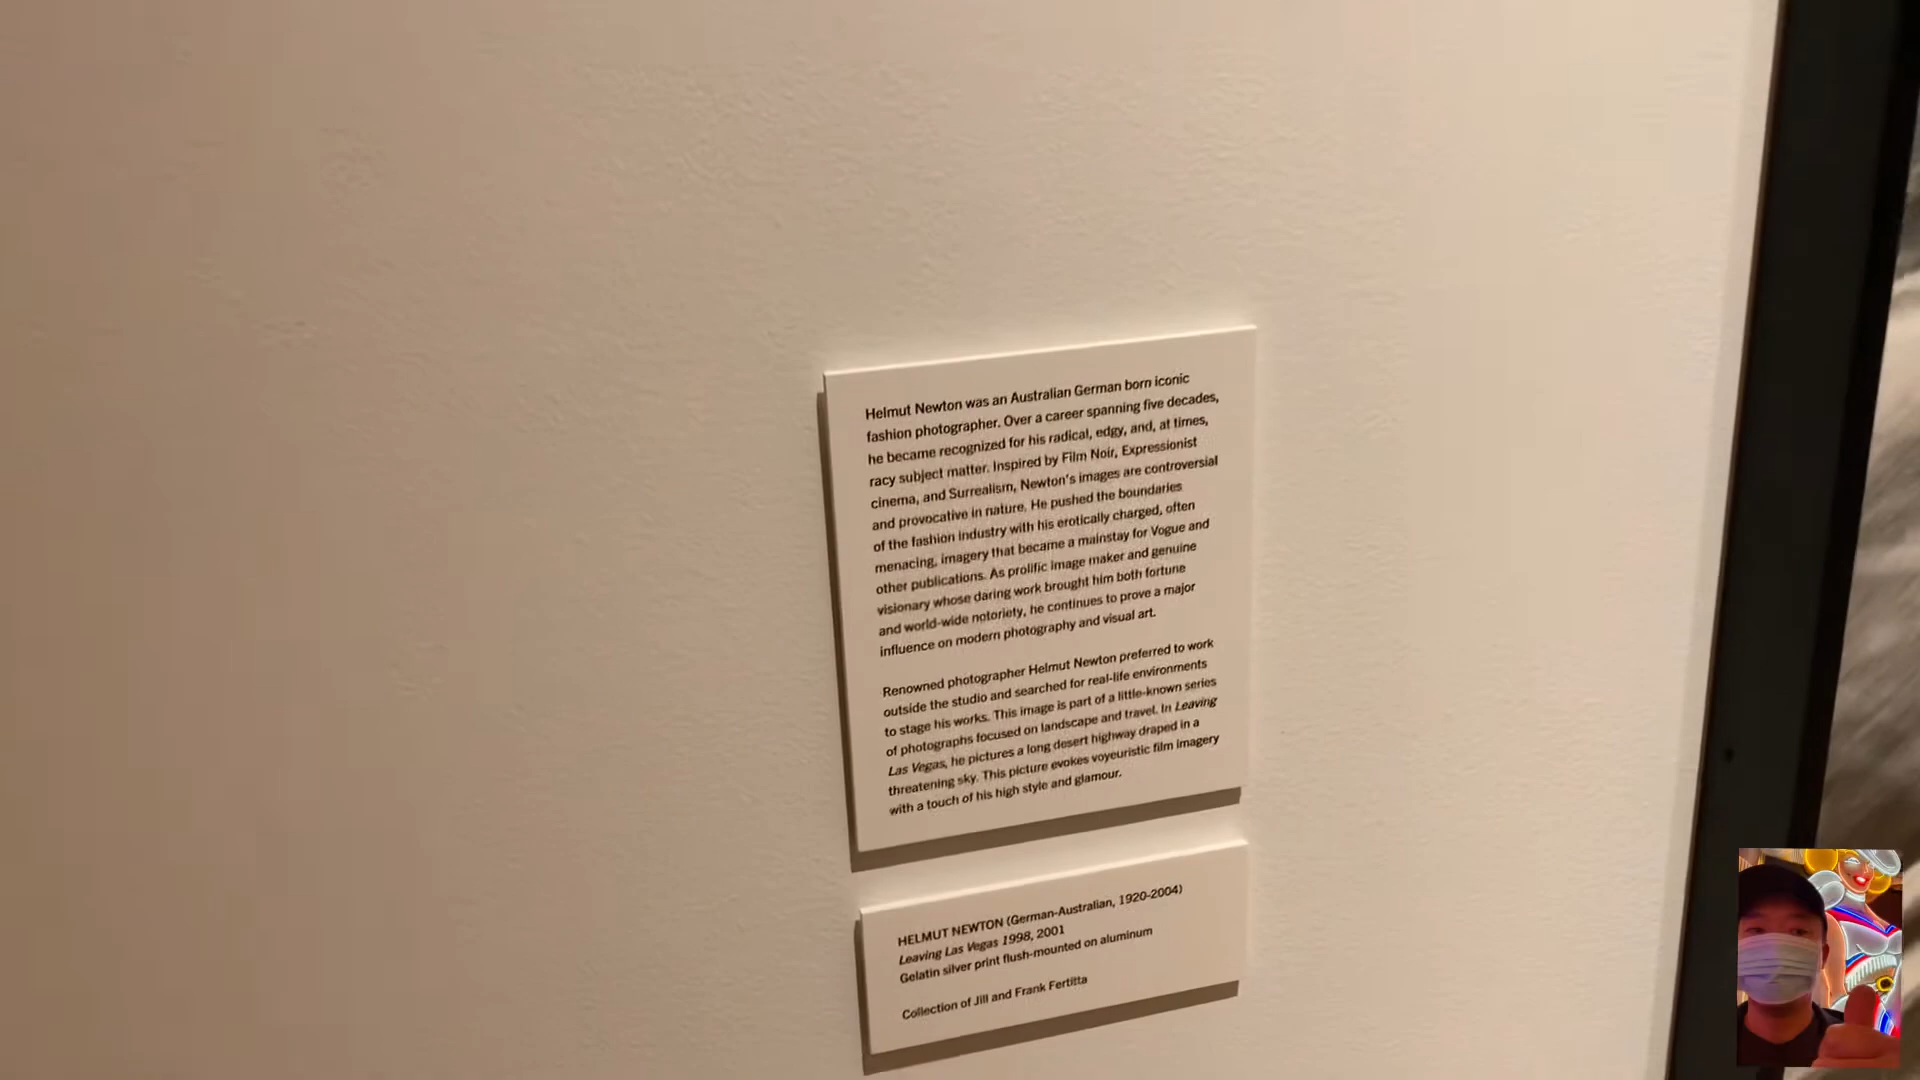 Helmut Newton was an Australian German born iconic
fashion photographer. Over a career spanning five decades,
he became recognized for his radical, edgy, and, at times,
racy subject matter. Inspired by Film Noir, Expressionist
cinema, and Surrealism, Newton's images are controversial
and provocative in nature. He pushed the boundaries
of the fashion industry with his erotically charged, often
menacing, imagery that became a mainstay for Vogue and
other publications. As prolific image maker and genuine
visionary whose daring work brought him both fortune
and world-wide notoriety, he continues to prove a major
influence on modern photography and visual art.
Renowned photographer Helmut Newton preferred to work
outside the studio and searched for real-life environments
to stage his works. This image is part of a little-known series
of photographs focused on landscape and travel. In Leaving
Las Vegas, he pictures a long desert highway draped in a
threatening sky. This picture evokes voyeuristic film imagery
with a touch of his high style and glamour.
HELMUT NEWTON (German-Australian, 1920-2004)
Leaving Las Vegas 1998, 2001
Gelatin silver print flush-mounted on aluminum
Collection of Jill and Frank Fertitta